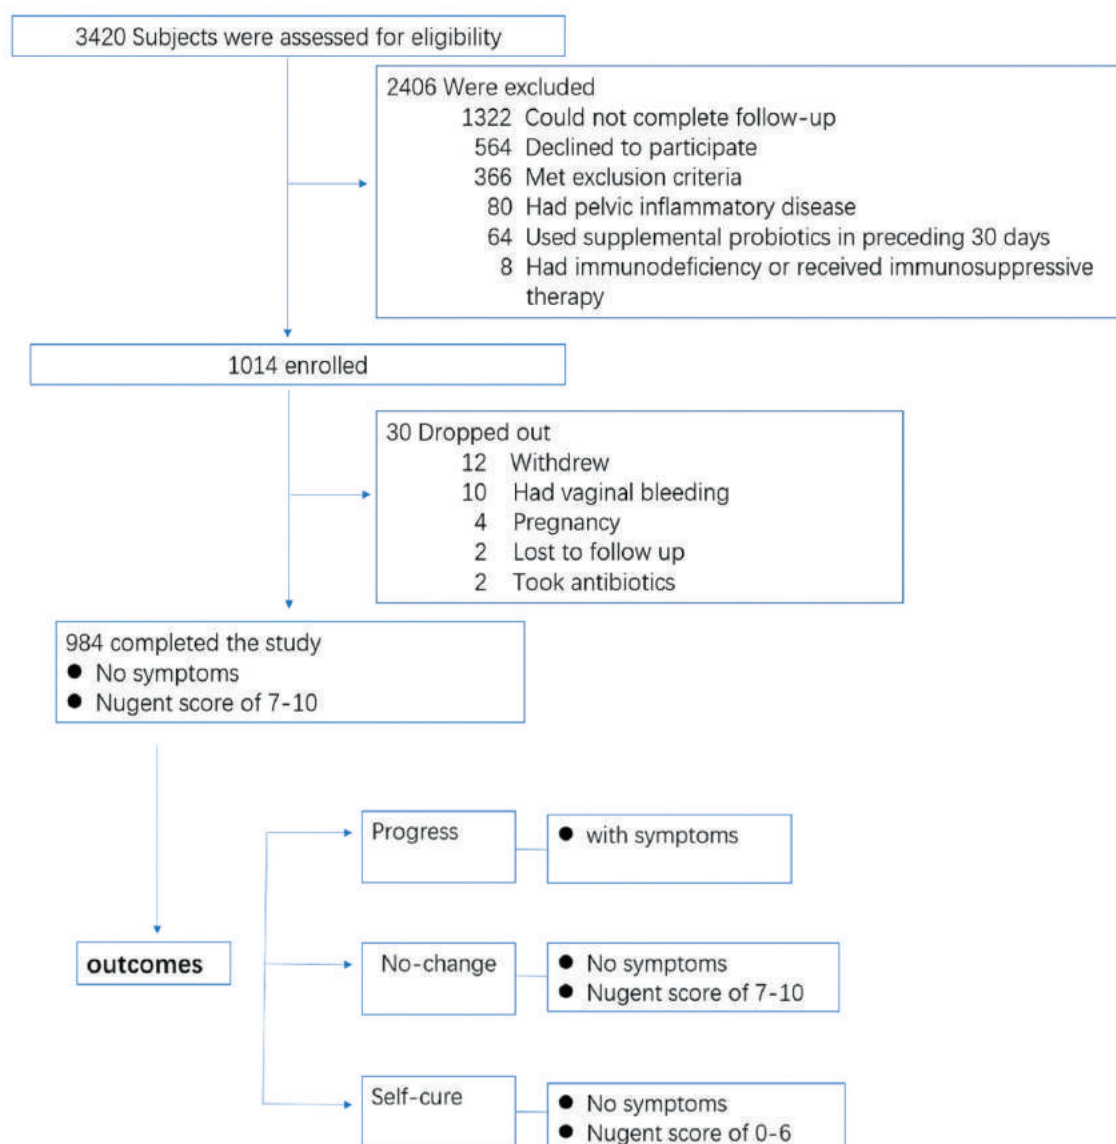 3420 Subjects were assessed for eligibility
2406 Were excluded
1322 Could not complete follow-up
564 Declined to participate
366 Met exclusion criteria
80 Had pelvic inflammatory disease
64 Used supplemental probiotics in preceding 30 days
8 Had immunodeficiency or received immunosuppressive
therapy
1014 enrolled
30 Dropped out
12 Withdrew
10 Had vaginal bleeding
4 Pregnancy
2 Lost to follow up
2 Took antibiotics
984 completed the study
● No symptoms
● Nugent score of 7-10
outcomes
Progress
● with symptoms
No-change
● No symptoms
● Nugent score of 7-10
Self-cure
● No symptoms
● Nugent score of 0-6